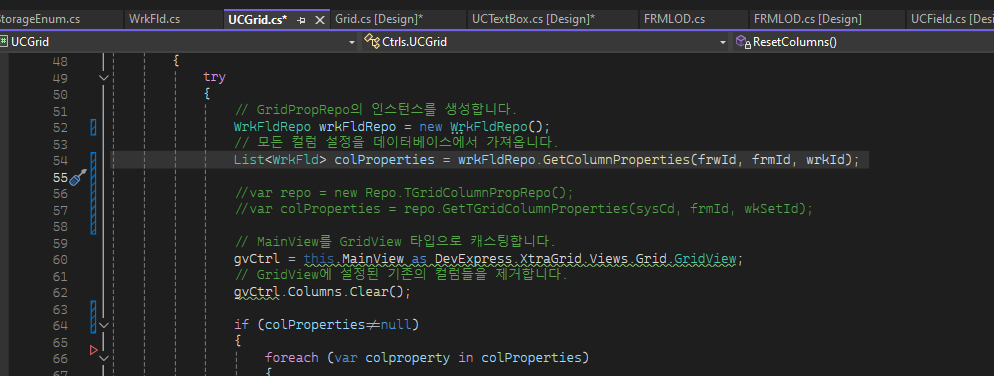 StorageEnum.cs WrkFld.cs UCGrid.cs* Grid.cs [Design]* UCTextBox.cs [Design]* FRMLOD.cs FRMLOD.cs [Design] UCField.cs [Desi
UCGrid Ctrls.UCGrid ResetColumns()
48 {
49 try
50 {
51 // GridPropRepo의 인스턴스를 생성합니다.
52 WrkFldRepo wrkFldRepo = new WrkFldRepo();
53 // 모든 컬럼 설정을 데이터베이스에서 가져옵니다.
54 List<WrkFld> colProperties = wrkFldRepo.GetColumnProperties(frwId, frmId, wrkId);
55
56 //var repo = new Repo.TGridColumnPropRepo();
57 //var colProperties = repo.GetTGridColumnProperties(sysCd, frmId, wkSetId);
58
59 // MainView를 GridView 타입으로 캐스팅합니다.
60 gvCtrl = this.MainView as DevExpress.XtraGrid.Views.Grid.GridView;
61 // GridView에 설정된 기존의 컬럼들을 제거합니다.
62 gvCtrl.Columns.Clear();
63
64 if (colProperties≠null)
65 {
66 foreach (var colproperty in colProperties)
67 {